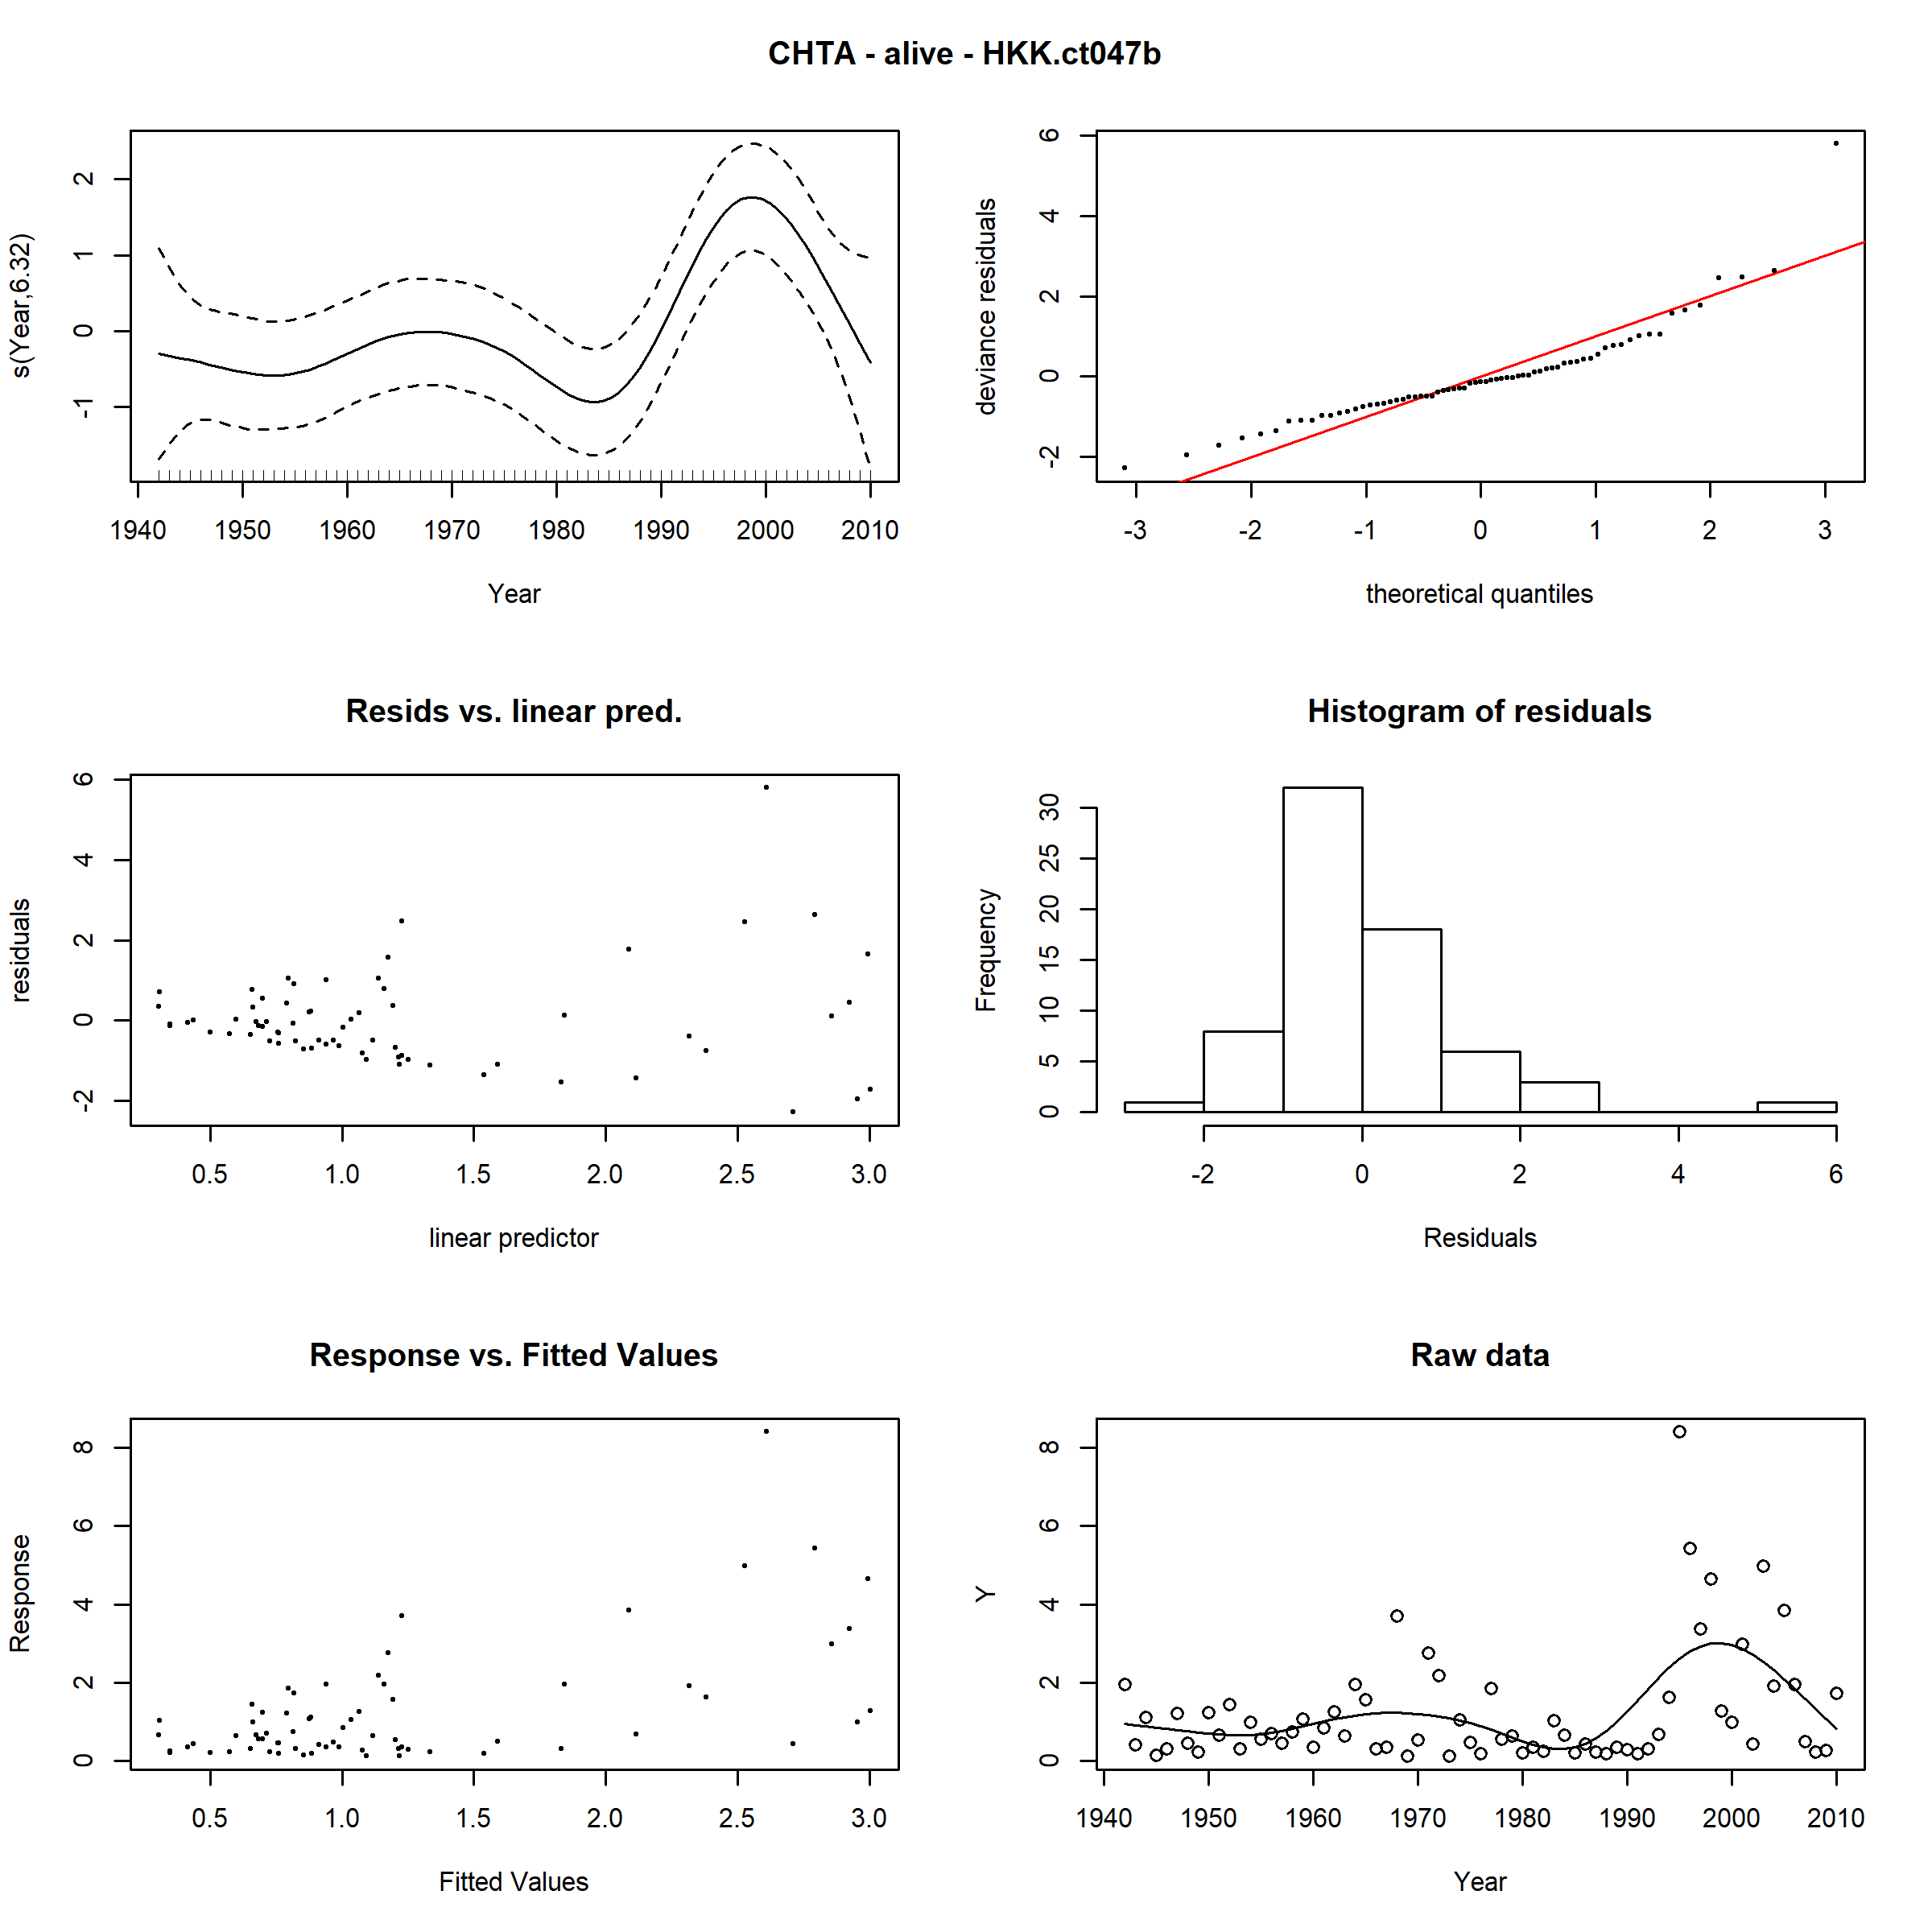 CHTA - alive - HKK.ct047b
s(Year,6.32)
2
1
0
-1
1940 1950 1960 1970 1980 1990 2000 2010
Year
deviance residuals
6
4
2
0
-2
-3 -2 -1 0 1 2 3
theoretical quantiles
Resids vs. linear pred.
residuals
6
4
2
0
-2
0.5 1.0 1.5 2.0 2.5 3.0
linear predictor
Histogram of residuals
Frequency
30
25
20
15
10
5
0
-2 0 2 4 6
Residuals
Response vs. Fitted Values
Response
8
6
4
2
0
0.5 1.0 1.5 2.0 2.5 3.0
Fitted Values
Raw data
Y
8
6
4
2
0
1940 1950 1960 1970 1980 1990 2000 2010
Year